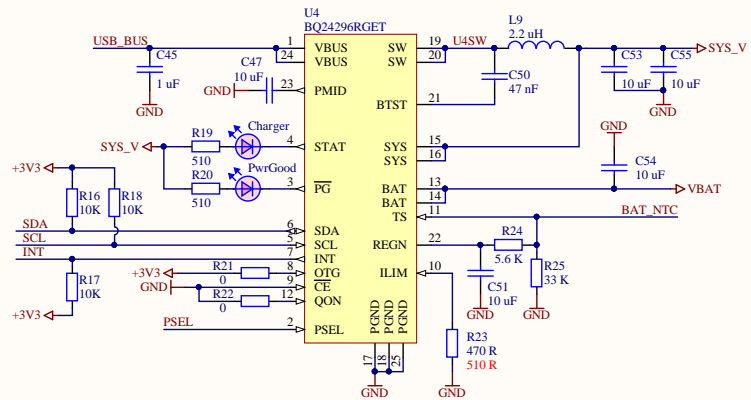 U4
BQ24296RGET
USB_BUS
C45
1 uF
GND
C47
10 uF
GND
1
24
23
VBUS
VBUS
PMID
SYS_V
R19
510
Charger
4
STAT
R20
510
PwrGood
3
PG
+3V3
R16
10K
R18
10K
SDA
SCL
INT
6
5
7
SDA
SCL
INT
R17
10K
+3V3
+3V3
R21
0
8
OTG
GND
9
CE
R22
0
12
QON
PSEL
2
PSEL
SW
SW
19
20
U4SW
L9
2.2 uH
C50
47 nF
BTST
21
C53
10 uF
C55
10 uF
SYS_V
GND
SYS
SYS
15
16
GND
C54
10 uF
BAT
BAT
13
14
VBAT
TS
11
BAT_NTC
REGN
22
R24
5.6 K
C51
10 uF
GND
R25
33 K
GND
ILIM
10
R23
470 R
510 R
GND
PGND
PGND
PGND
17
18
25
GND